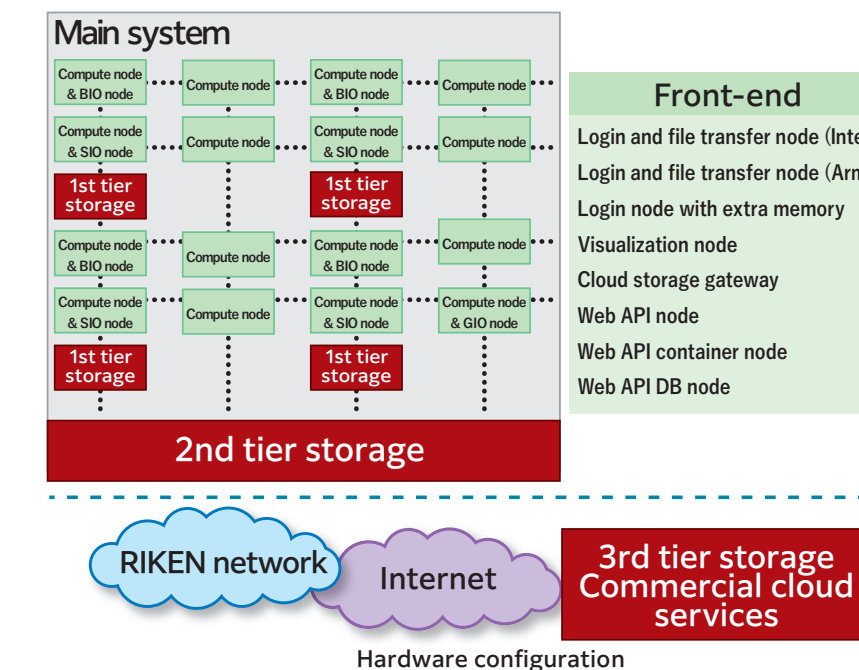 Main system
Compute node
& BIO node
Compute node
Compute node
& BIO node
Compute node
Compute node
& SIO node
Compute node
Compute node
& SIO node
Compute node
1st tier
storage
1st tier
storage
Compute node
& BIO node
Compute node
Compute node
& BIO node
Compute node
Compute node
& SIO node
Compute node
Compute node
& SIO node
Compute node
& GIO node
1st tier
storage
1st tier
storage
2nd tier storage
Front-end
Login and file transfer node (Inte
Login and file transfer node (Arm
Login node with extra memory
Visualization node
Cloud storage gateway
Web API node
Web API container node
Web API DB node
RIKEN network
Internet
3rd tier storage
Commercial cloud
services
Hardware configuration